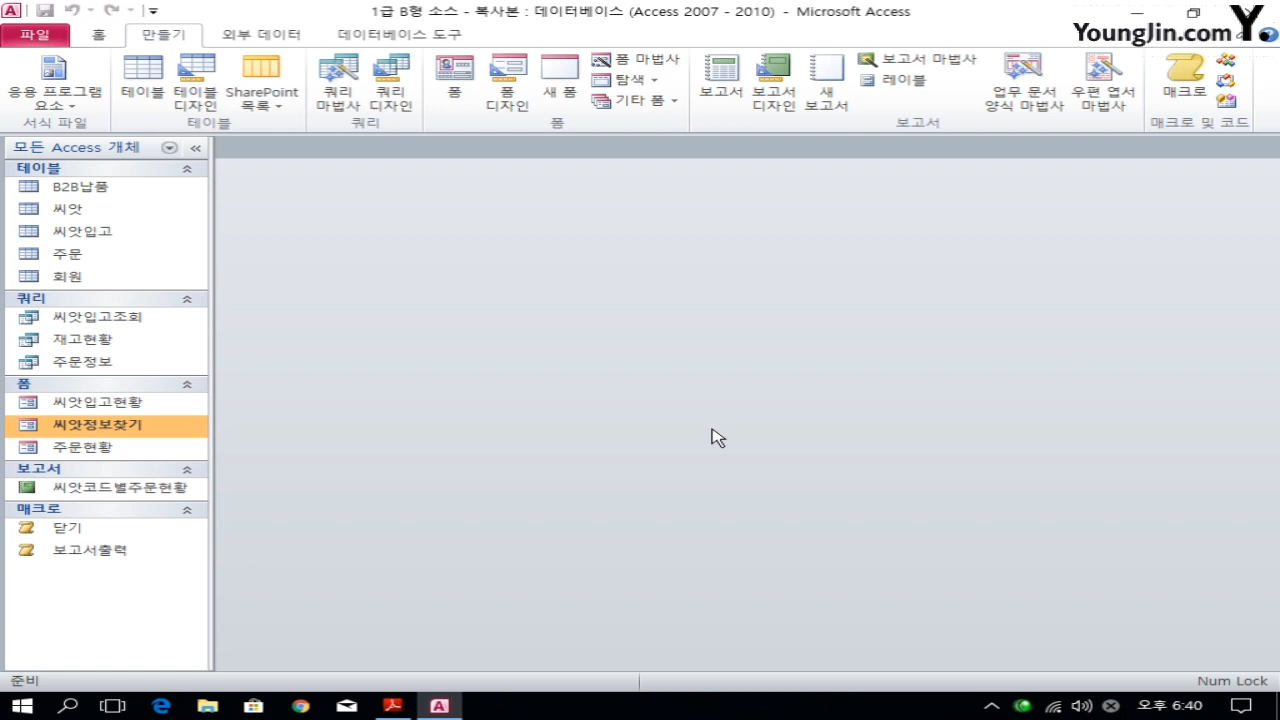 1급 B형 소스 - 복사본 : 데이터베이스 (Access 2007 - 2010) - Microsoft Access
YoungJin.com Y.
파일 홈 만들기 외부 데이터 데이터베이스 도구
응용 프로그램 요소
테이블
테이블 디자인
SharePoint 목록
쿼리 마법사
쿼리 디자인
폼
폼 디자인
새 폼
폼 마법사
탐색
기타 폼
보고서
보고서 디자인
새 보고서
보고서 마법사
레이블
업무 문서 양식 마법사
우편 엽서 마법사
매크로
서식 파일 테이블 쿼리 폼 보고서 매크로 및 코드
모든 Access 개체
테이블
B2B납품
씨앗
씨앗입고
주문
회원
쿼리
씨앗입고조회
재고현황
주문정보
폼
씨앗입고현황
씨앗정보찾기
주문현황
보고서
씨앗코드별주문현황
매크로
닫기
보고서출력
준비 Num Lock
오후 6:40